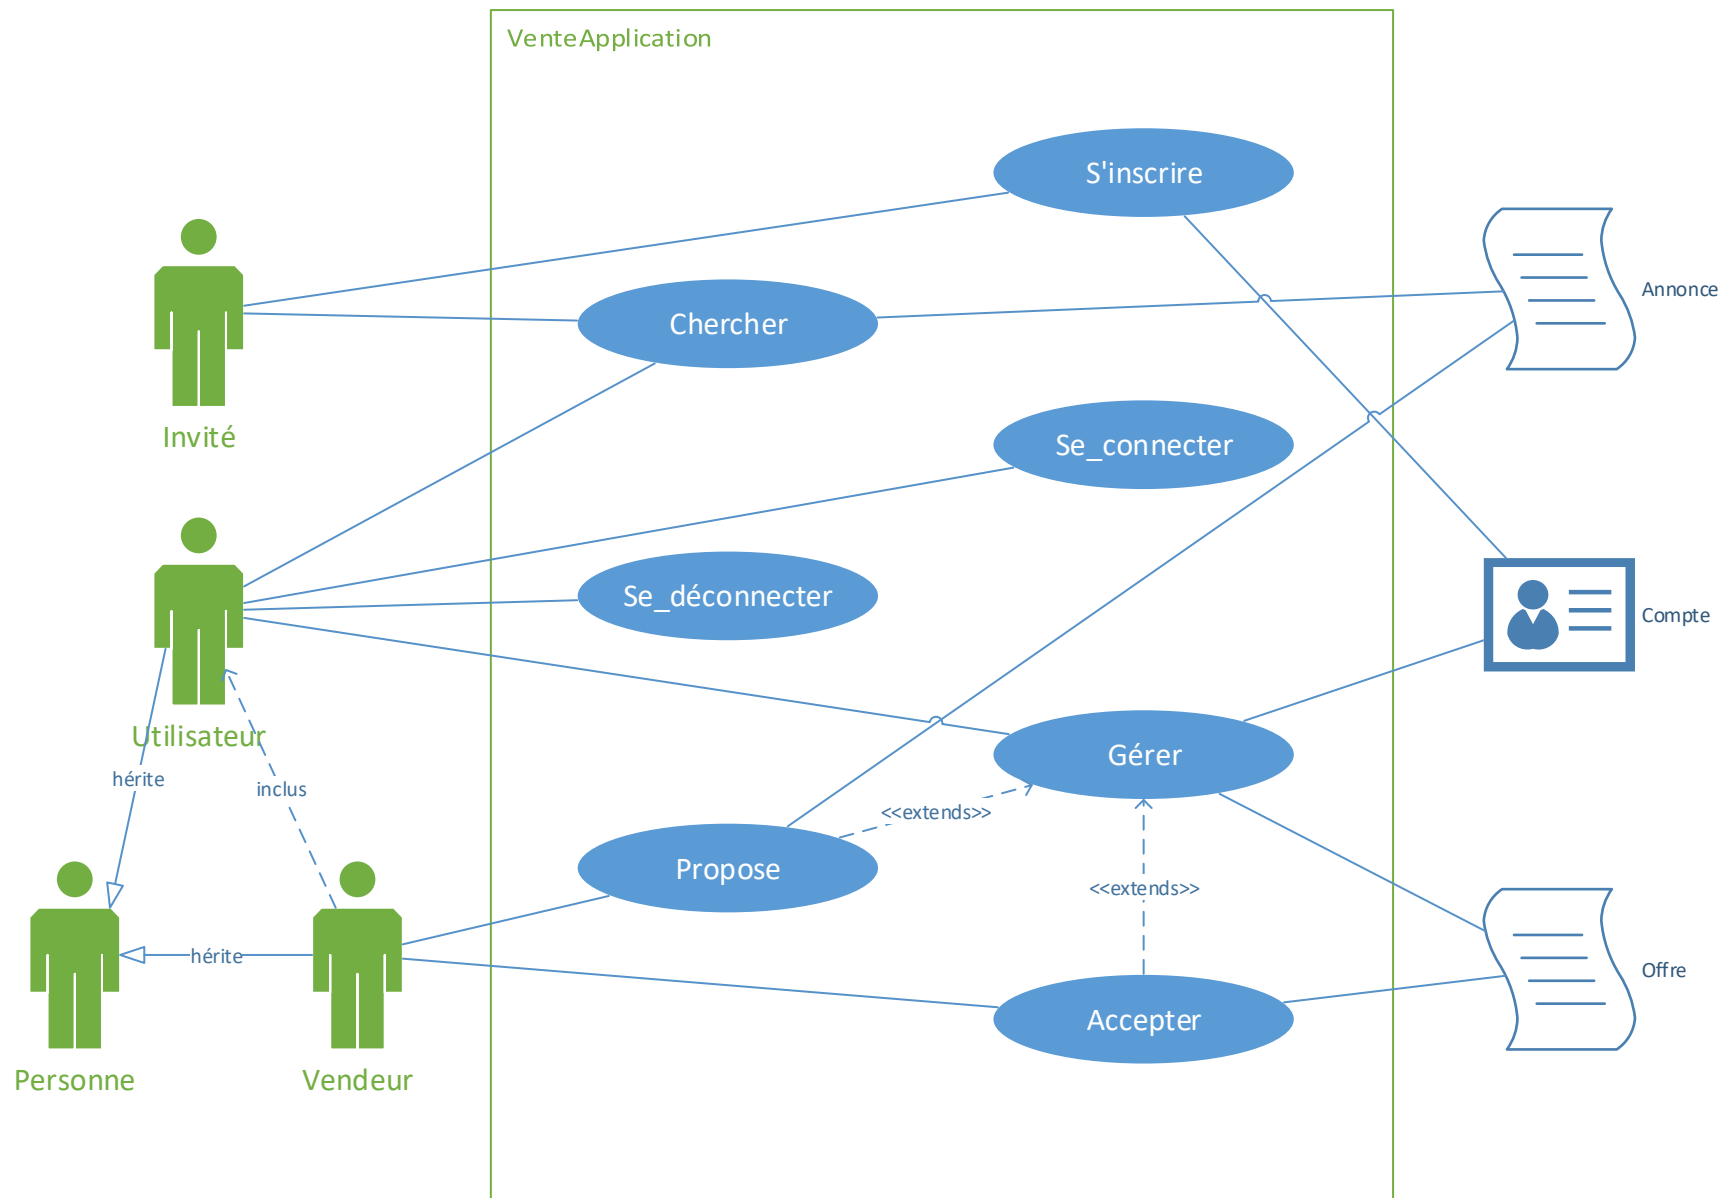 VenteApplication
S'inscrire
Annonce
Chercher
Invité
Se_connecter
Se_déconnecter
Compte
Utilisateur
Gérer
hérite
inclus
<<extends>>
Propose
<<extends>>
hérite
Offre
Accepter
Personne
Vendeur